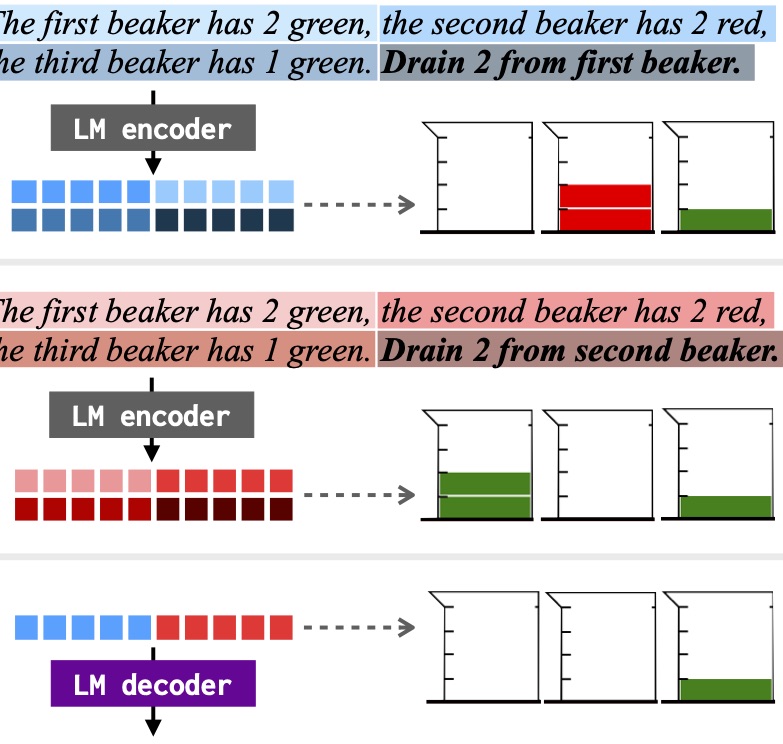 The first beaker has 2 green, the second beaker has 2 red,
he third beaker has 1 green. Drain 2 from first beaker.
LM encoder
The first beaker has 2 green, the second beaker has 2 red,
he third beaker has 1 green. Drain 2 from second beaker.
LM encoder
LM decoder